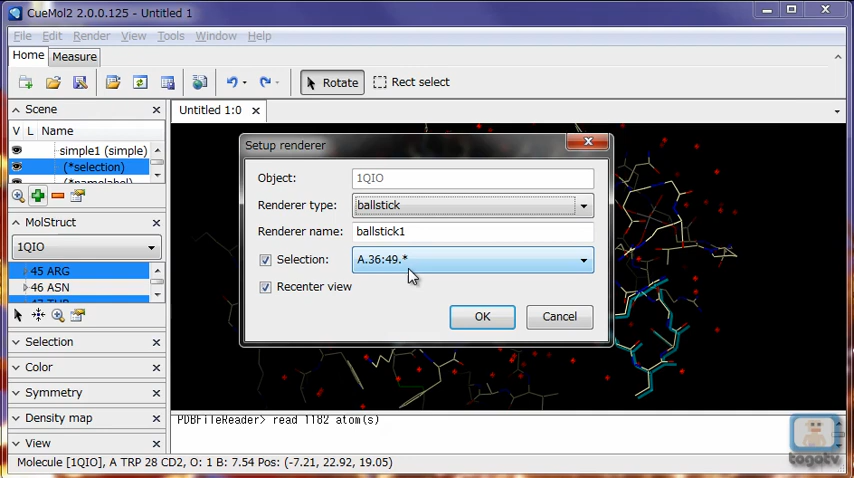 CueMol2 2.0.0.125 - Untitled 1
File Edit Render View Tools Window Help
Home Measure
Rotate Rect select
Scene
Untitled 1:0
V L Name
simple1 (simple)
(*selection)
(*namelabel)
MolStruct
1QIO
45 ARG
46 ASN
47 THR
Selection
Color
Symmetry
Density map
View
Setup renderer
Object: 1QIO
Renderer type: ballstick
Renderer name: ballstick1
Selection: A.36:49.*
Recenter view
OK Cancel
PDBFileReader> read 1182 atom(s)
togotv
Molecule [1QIO], A TRP 28 CD2, O: 1 B: 7.54 Pos: (-7.21, 22.92, 19.05)